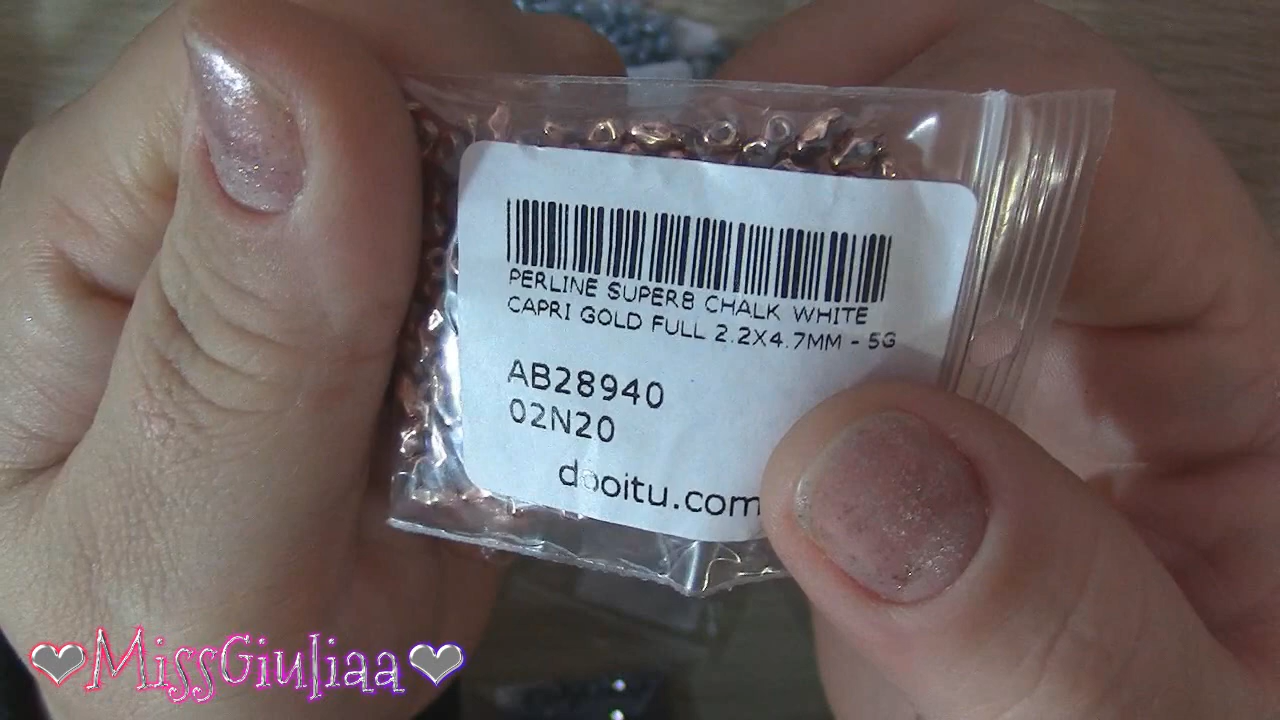 PERLINE SUPER8 CHALK WHITE
CAPRI GOLD FULL 2.2X4.7MM - 5G
AB28940
02N20
dooitu.com
❤MissGiuliaa❤